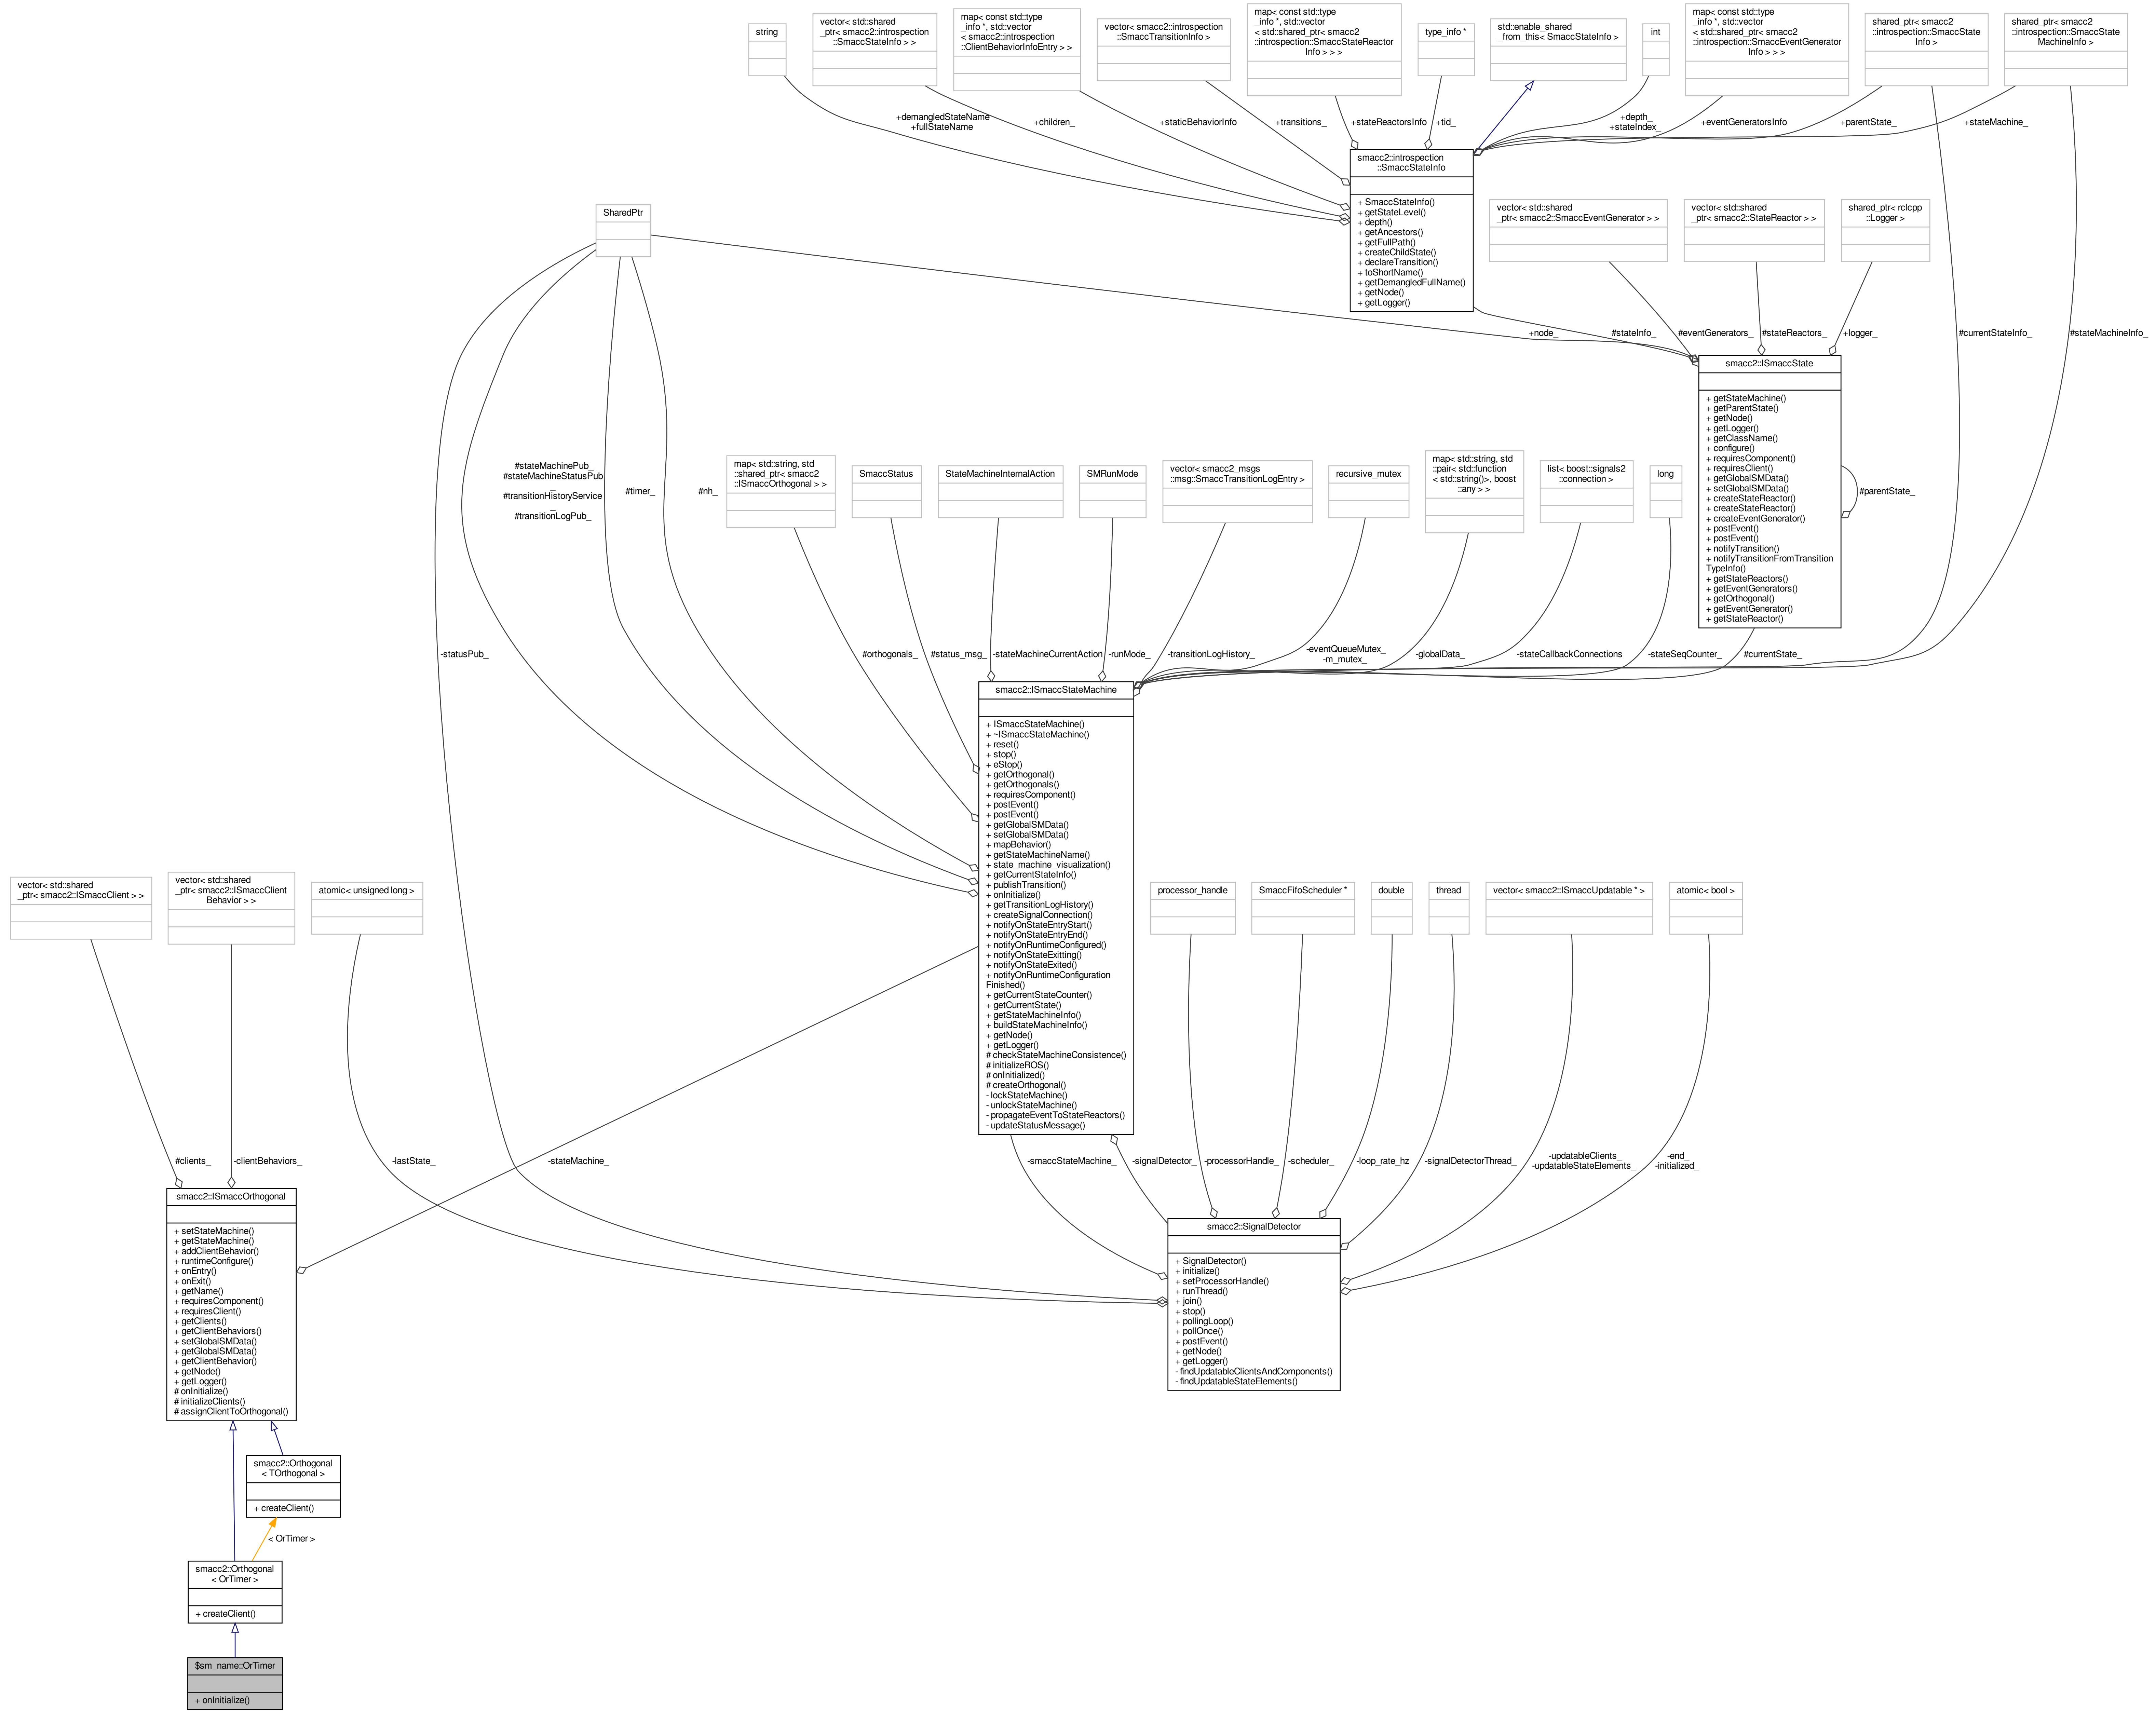 string
vector< std::shared
_ptr< smacc2::introspection
::SmaccStateInfo > >
map< const std::type
_info *, std::vector
< smacc2::introspection
::ClientBehaviorInfoEntry > >
vector< smacc2::introspection
::SmaccTransitionInfo >
map< const std::type
_info *, std::vector
< std::shared_ptr< smacc2
::introspection::SmaccStateReactor
Info > > >
type_info *
std::enable_shared
_from_this< SmaccStateInfo >
int
map< const std::type
_info *, std::vector
< std::shared_ptr< smacc2
::introspection::SmaccEventGenerator
Info > > >
shared_ptr< smacc2
::introspection::SmaccState
Info >
shared_ptr< smacc2
::introspection::SmaccState
MachineInfo >
+demangledStateName
+fullStateName
+children_
+staticBehaviorInfo
+transitions_
+stateReactorsInfo
+tid_
+depth_
+stateIndex_
+eventGeneratorsInfo
+parentState_
+stateMachine_
smacc2::introspection
::SmaccStateInfo
+ SmaccStateInfo()
+ getStateLevel()
+ depth()
+ getAncestors()
+ getFullPath()
+ createChildState()
+ declareTransition()
+ toShortName()
+ getDemangledFullName()
+ getNode()
+ getLogger()
SharedPtr
vector< std::shared
_ptr< smacc2::SmaccEventGenerator > >
vector< std::shared
_ptr< smacc2::StateReactor > >
shared_ptr< rclcpp
::Logger >
+node_
#stateInfo_
#eventGenerators_
#stateReactors_
+logger_
#currentStateInfo_
#stateMachineInfo_
smacc2::ISmaccState
+ getStateMachine()
+ getParentState()
+ getNode()
+ getLogger()
+ getClassName()
+ configure()
+ requiresComponent()
+ requiresClient()
+ getGlobalSMData()
+ setGlobalSMData()
+ createStateReactor()
+ createStateReactor()
+ createEventGenerator()
+ postEvent()
+ postEvent()
+ notifyTransition()
+ notifyTransitionFromTransition
TypeInfo()
+ getStateReactors()
+ getEventGenerators()
+ getOrthogonal()
+ getEventGenerator()
+ getStateReactor()
#parentState_
#stateMachinePub_
#stateMachineStatusPub
_
#transitionHistoryService
_
#transitionLogPub_
#timer_
#nh_
map< std::string, std
::shared_ptr< smacc2
::ISmaccOrthogonal > >
SmaccStatus
StateMachineInternalAction
SMRunMode
vector< smacc2_msgs
::msg::SmaccTransitionLogEntry >
recursive_mutex
map< std::string, std
::pair< std::function
< std::string()>, boost
::any > >
list< boost::signals2
::connection >
long
-statusPub_
#orthogonals_
#status_msg_
-stateMachineCurrentAction
-runMode_
-transitionLogHistory_
-eventQueueMutex_
-m_mutex_
-globalData_
-stateCallbackConnections
-stateSeqCounter_
#currentState_
smacc2::ISmaccStateMachine
+ ISmaccStateMachine()
+ ~ISmaccStateMachine()
+ reset()
+ stop()
+ eStop()
+ getOrthogonal()
+ getOrthogonals()
+ requiresComponent()
+ postEvent()
+ postEvent()
+ getGlobalSMData()
+ setGlobalSMData()
+ mapBehavior()
+ getStateMachineName()
+ state_machine_visualization()
+ getCurrentStateInfo()
+ publishTransition()
+ onInitialize()
+ getTransitionLogHistory()
+ createSignalConnection()
+ notifyOnStateEntryStart()
+ notifyOnStateEntryEnd()
+ notifyOnRuntimeConfigured()
+ notifyOnStateExitting()
+ notifyOnStateExited()
+ notifyOnRuntimeConfiguration
Finished()
+ getCurrentStateCounter()
+ getCurrentState()
+ getStateMachineInfo()
+ buildStateMachineInfo()
+ getNode()
+ getLogger()
# checkStateMachineConsistence()
# initializeROS()
# onInitialized()
# createOrthogonal()
- lockStateMachine()
- unlockStateMachine()
- propagateEventToStateReactors()
- updateStatusMessage()
vector< std::shared
_ptr< smacc2::ISmaccClient > >
vector< std::shared
_ptr< smacc2::ISmaccClient
Behavior > >
atomic< unsigned long >
processor_handle
SmaccFifoScheduler *
double
thread
vector< smacc2::ISmaccUpdatable * >
atomic< bool >
#clients_
-clientBehaviors_
-lastState_
-stateMachine_
-smaccStateMachine_
-signalDetector_
-processorHandle_
-scheduler_
-loop_rate_hz
-signalDetectorThread_
-updatableClients_
-updatableStateElements_
-end_
-initialized_
smacc2::ISmaccOrthogonal
+ setStateMachine()
+ getStateMachine()
+ addClientBehavior()
+ runtimeConfigure()
+ onEntry()
+ onExit()
+ getName()
+ requiresComponent()
+ requiresClient()
+ getClients()
+ getClientBehaviors()
+ setGlobalSMData()
+ getGlobalSMData()
+ getClientBehavior()
+ getNode()
+ getLogger()
# onInitialize()
# initializeClients()
# assignClientToOrthogonal()
smacc2::SignalDetector
+ SignalDetector()
+ initialize()
+ setProcessorHandle()
+ runThread()
+ join()
+ stop()
+ pollingLoop()
+ pollOnce()
+ postEvent()
+ getNode()
+ getLogger()
- findUpdatableClientsAndComponents()
- findUpdatableStateElements()
smacc2::Orthogonal
< TOrthogonal >
+ createClient()
< OrTimer >
smacc2::Orthogonal
< OrTimer >
+ createClient()
$sm_name::OrTimer
+ onInitialize()